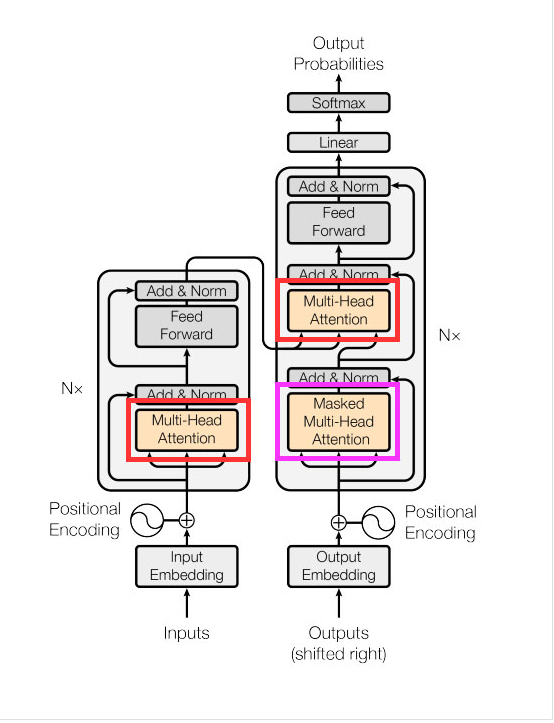 Output
Probabilities
Softmax
Linear
Add & Norm
Feed
Forward
Add & Norm
Multi-Head
Attention
Add & Norm
Masked
Multi-Head
Attention
N×
Add & Norm
Feed
Forward
Add & Norm
Multi-Head
Attention
N×
Positional
Encoding
Positional
Encoding
Input
Embedding
Output
Embedding
Inputs
Outputs
(shifted right)